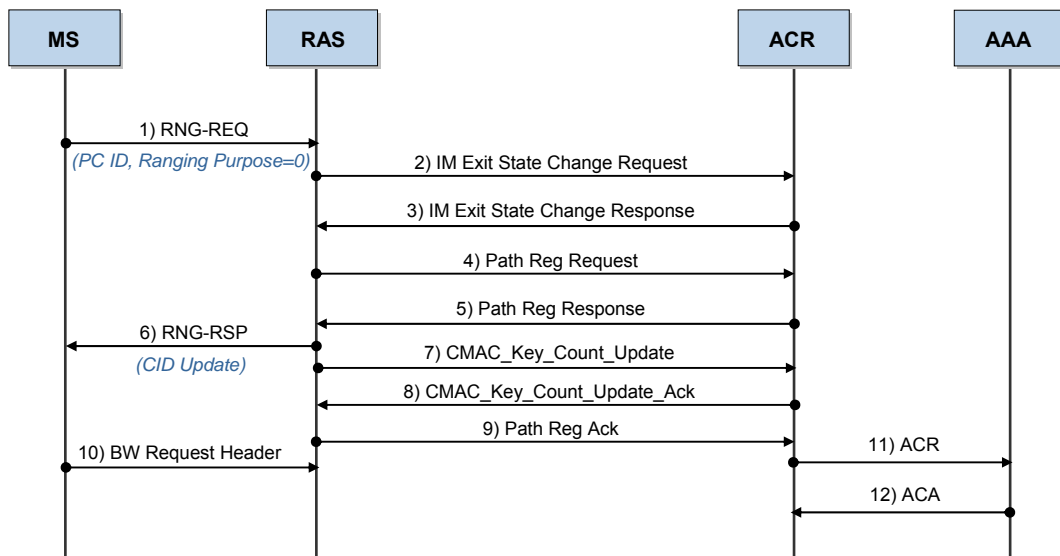 MS
RAS
ACR
AAA
1) RNG-REQ
(PC ID, Ranging Purpose=0)
2) IM Exit State Change Request
3) IM Exit State Change Response
4) Path Reg Request
5) Path Reg Response
6) RNG-RSP
(CID Update)
7) CMAC_Key_Count_Update
8) CMAC_Key_Count_Update_Ack
9) Path Reg Ack
10) BW Request Header
11) ACR
12) ACA